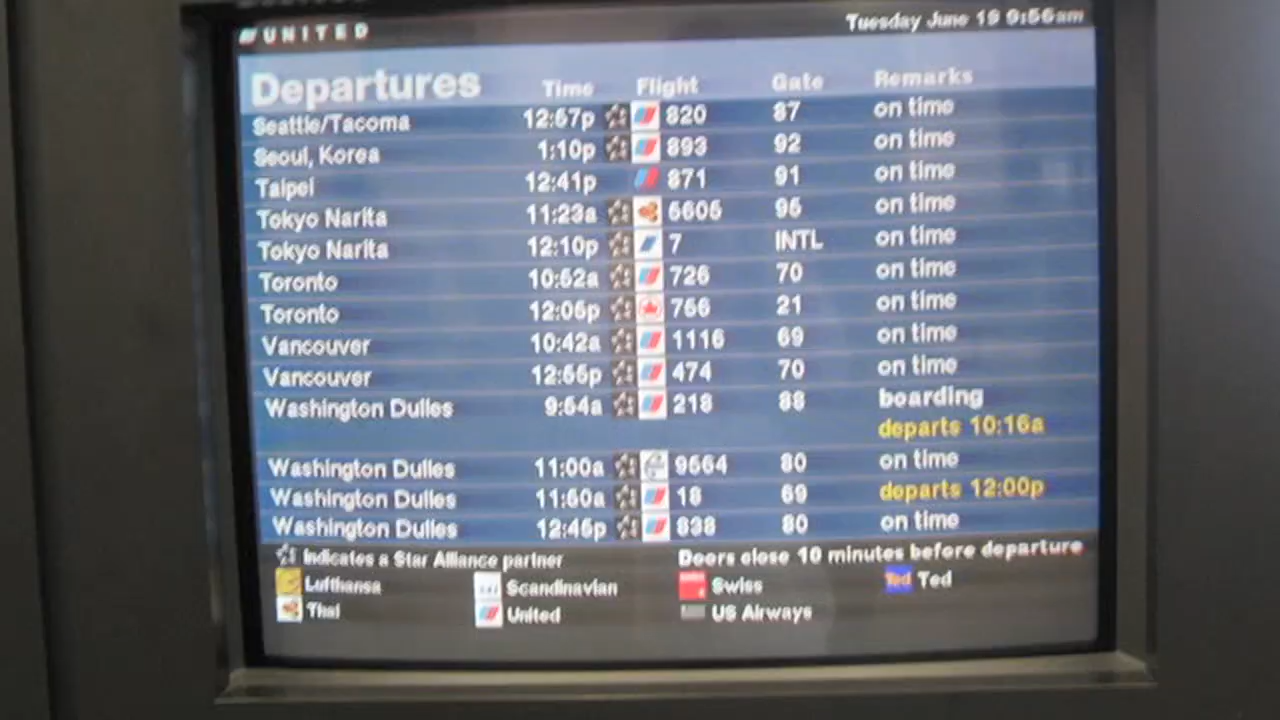 UNITED Tuesday June 19 9:56am
Departures Time Flight Gate Remarks
Seattle/Tacoma 12:57p 820 87 on time
Seoul, Korea 1:10p 893 92 on time
Taipei 12:41p 871 91 on time
Tokyo Narita 11:23a 6605 95 on time
Tokyo Narita 12:10p 7 INTL on time
Toronto 10:52a 726 70 on time
Toronto 12:05p 756 21 on time
Vancouver 10:42a 1116 69 on time
Vancouver 12:55p 474 70 on time
Washington Dulles 9:54a 218 88 boarding
departs 10:16a
Washington Dulles 11:00a 9564 80 on time
Washington Dulles 11:50a 18 69 departs 12:00p
Washington Dulles 12:45p 838 80 on time
Indicates a Star Alliance partner Doors close 10 minutes before departure
Lufthansa Scandinavian Swiss Ted Ted
Thai United US Airways